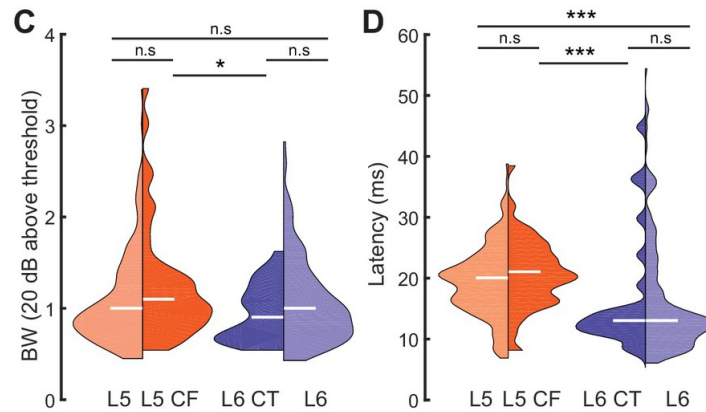 C
n.s
n.s
n.s
*
BW (20 dB above threshold)
4
3
2
1
0
L5 L5 CF L6 CT L6
D
***
n.s
n.s
***
Latency (ms)
60
50
40
30
20
10
0
L5 L5 CF L6 CT L6